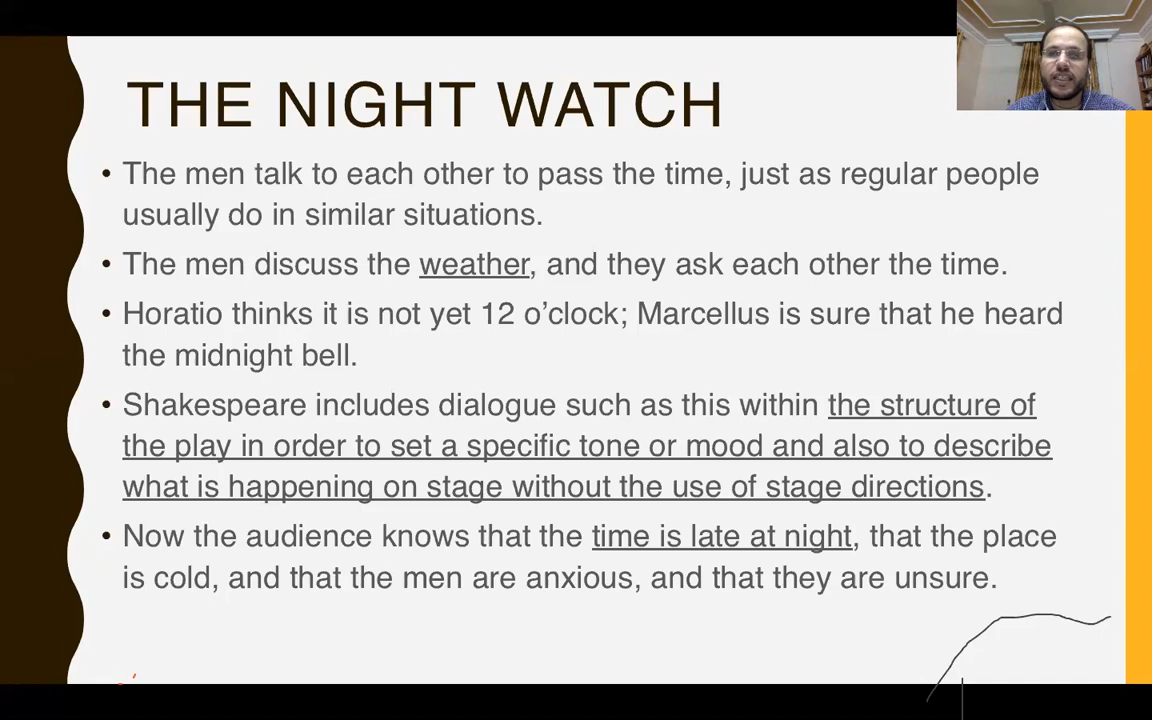 THE NIGHT WATCH
• The men talk to each other to pass the time, just as regular people
usually do in similar situations.
• The men discuss the weather, and they ask each other the time.
• Horatio thinks it is not yet 12 o’clock; Marcellus is sure that he heard
the midnight bell.
• Shakespeare includes dialogue such as this within the structure of
the play in order to set a specific tone or mood and also to describe
what is happening on stage without the use of stage directions.
• Now the audience knows that the time is late at night, that the place
is cold, and that the men are anxious, and that they are unsure.